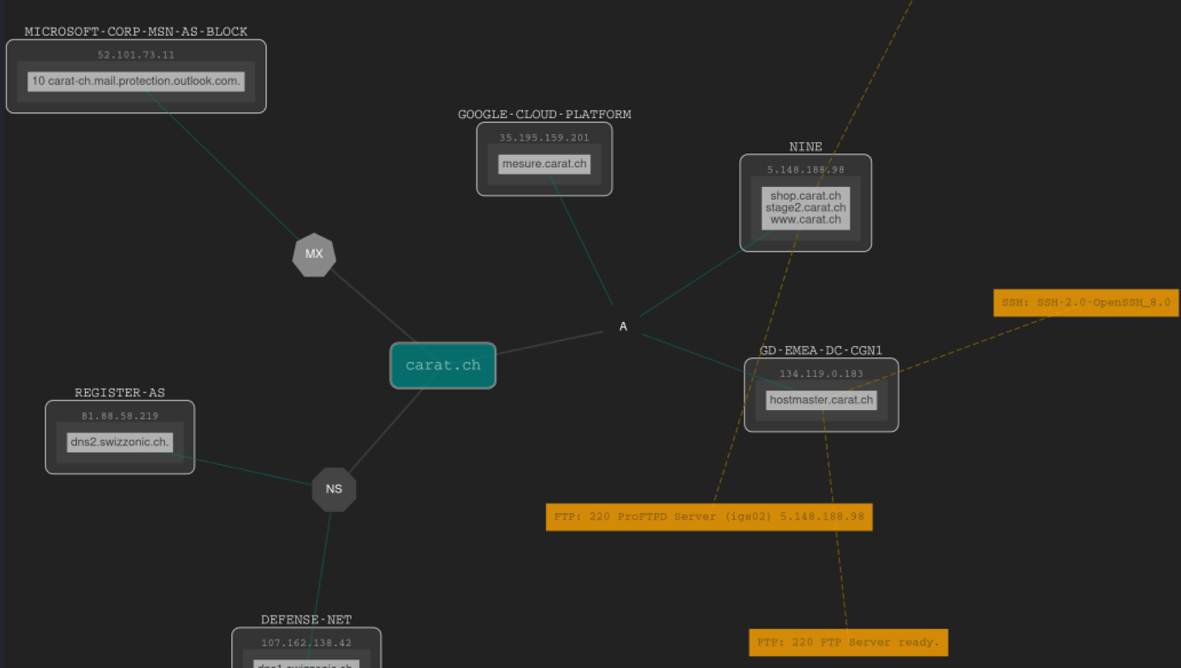 MICROSOFT-CORP-MSN-AS-BLOCK
52.101.73.11
10 carat-ch.mail.protection.outlook.com.
GOOGLE-CLOUD-PLATFORM
35.195.159.201
mesure.carat.ch
NINE
5.148.188.98
shop.carat.ch
stage2.carat.ch
www.carat.ch
MX
SSH: SSH-2.0-OpenSSH_8.0
A
carat.ch
GD-EMEA-DC-CGN1
134.119.0.183
hostmaster.carat.ch
REGISTER-AS
81.88.58.219
dns2.swizzonic.ch.
NS
FTP: 220 ProFTPD Server (igs02) 5.148.188.98
DEFENSE-NET
107.162.138.42
dns1.swizzonic.ch.
FTP: 220 FTP Server ready.